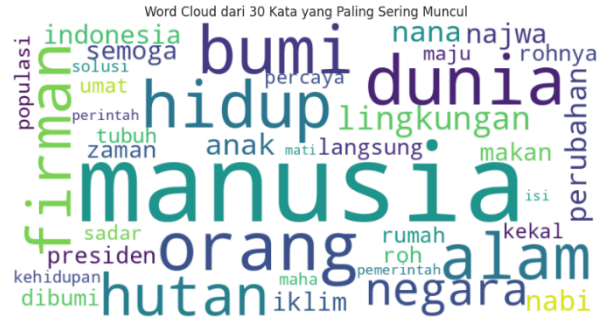 Word Cloud dari 30 Kata yang Paling Sering Muncul
indonesia
bumi
nana
najwa
populasi
firman
semoga
solusi
umat
percaya
dunia
maju
rohnya
perintah
hidup
lingkungan
perubahan
tubuh
zaman
anak
mati
langsung
makan
manusia
isi
sadar
presiden
orang
rumah
roh
kekal
alam
kehidupan
dibumi
hutan
maha
iklim
pemerintah
negara
nabi